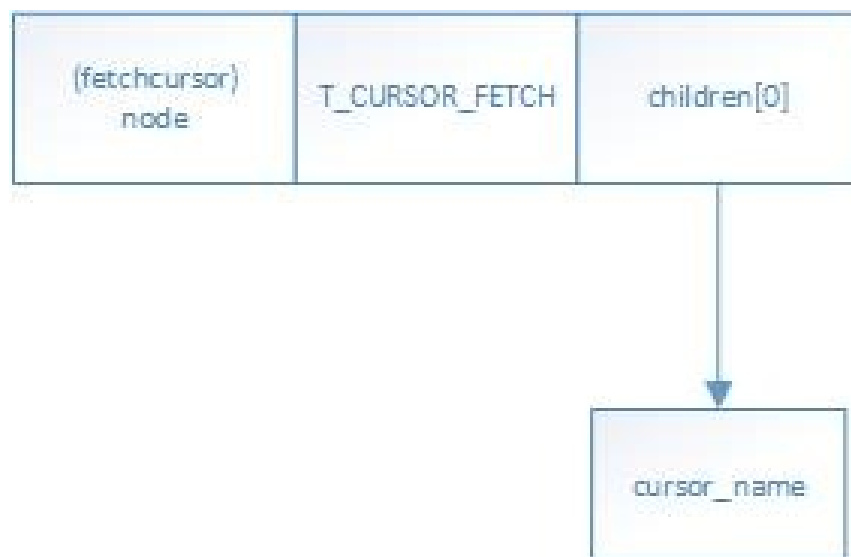 (fetchcursor)
node
T_CURSOR_FETCH
children[0]
cursor_name